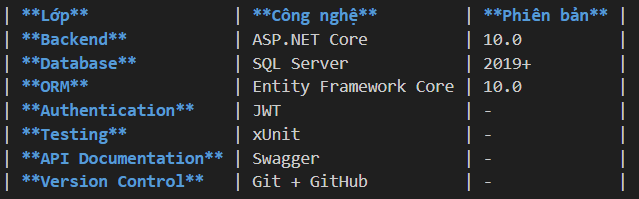 | **Lớp** | **Công nghệ** | **Phiên bản** |
| **Backend** | ASP.NET Core | 10.0 |
| **Database** | SQL Server | 2019+ |
| **ORM** | Entity Framework Core | 10.0 |
| **Authentication** | JWT | - |
| **Testing** | xUnit | - |
| **API Documentation** | Swagger | - |
| **Version Control** | Git + GitHub | - |